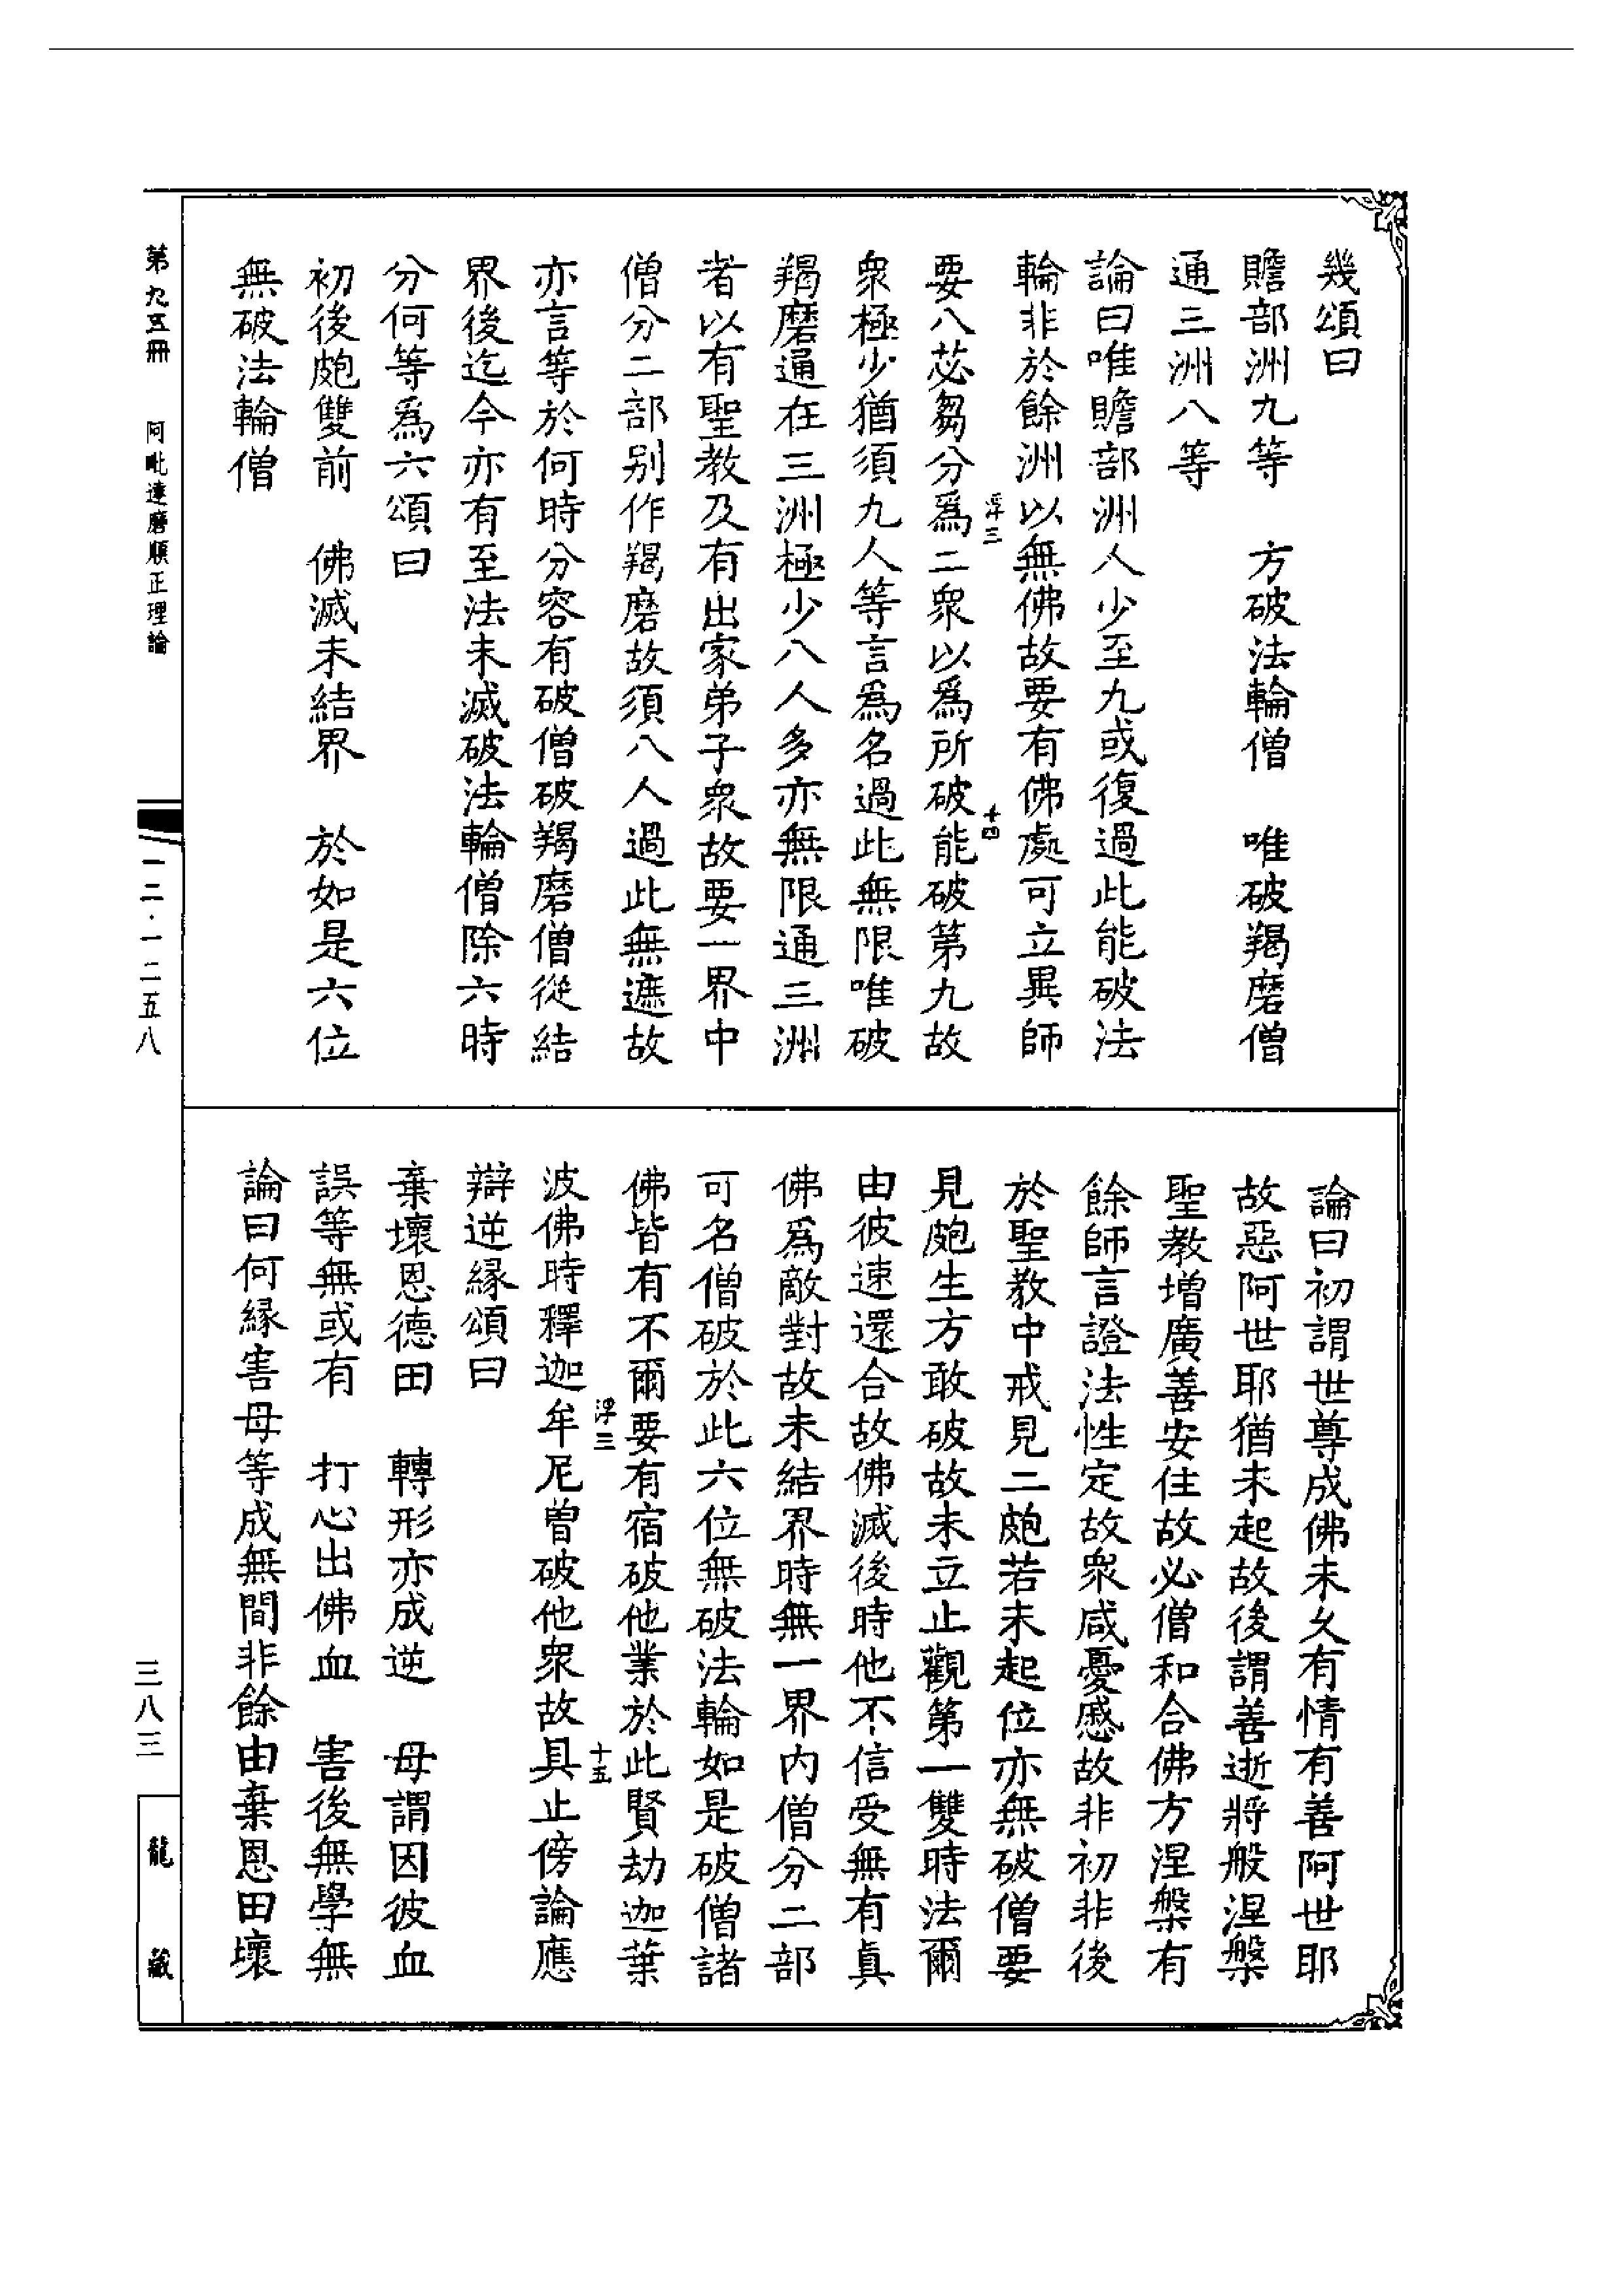 幾頌曰
贍部洲九等　方破法輪僧　唯破羯磨僧
通三洲八等
論曰唯贍部洲人少至九或復過此能破法
輪非於餘洲以無佛故要有佛處可立異師
浮三
十四
要八苾芻分爲二衆以爲所破能破第九故
衆極少猶須九人等言爲名過此無限唯破
羯磨通在三洲極少八人多亦無限通三洲
者以有聖教及有出家弟子衆故要一界中
僧分二部别作羯磨故須八人過此無遮故
亦言等於何時分容有破僧破羯磨僧從結
界後迄今亦有至法未滅破法輪僧除六時
分何等爲六頌曰
初後皰雙前　佛滅未結界　於如是六位
無破法輪僧
論曰初謂世尊成佛未久有情有善阿世耶
故惡阿世耶猶未起故後謂善逝將般涅槃
聖教增廣善安住故必僧和合佛方涅槃有
餘師言證法性定故衆咸憂慼故非初非後
於聖教中戒見二皰若未起位亦無破僧要
見皰生方敢破故未立止觀第一雙時法爾
由彼速還合故佛滅後時他不信受無有真
佛爲敵對故未結界時無一界内僧分二部
可名僧破於此六位無破法輪如是破僧諸
佛皆有不爾要有宿破他業於此賢劫迦葉
浮三
十五
波佛時釋迦牟尼曾破他衆故具止傍論應
辯逆緣頌曰
棄壞恩德田　轉形亦成逆　母謂因彼血
誤等無或有　打心出佛血　害後無學無
論曰何緣害母等成無間非餘由棄恩田壞
第九五冊　阿毗達磨順正理論
一二·一二五八
三八三
龍藏